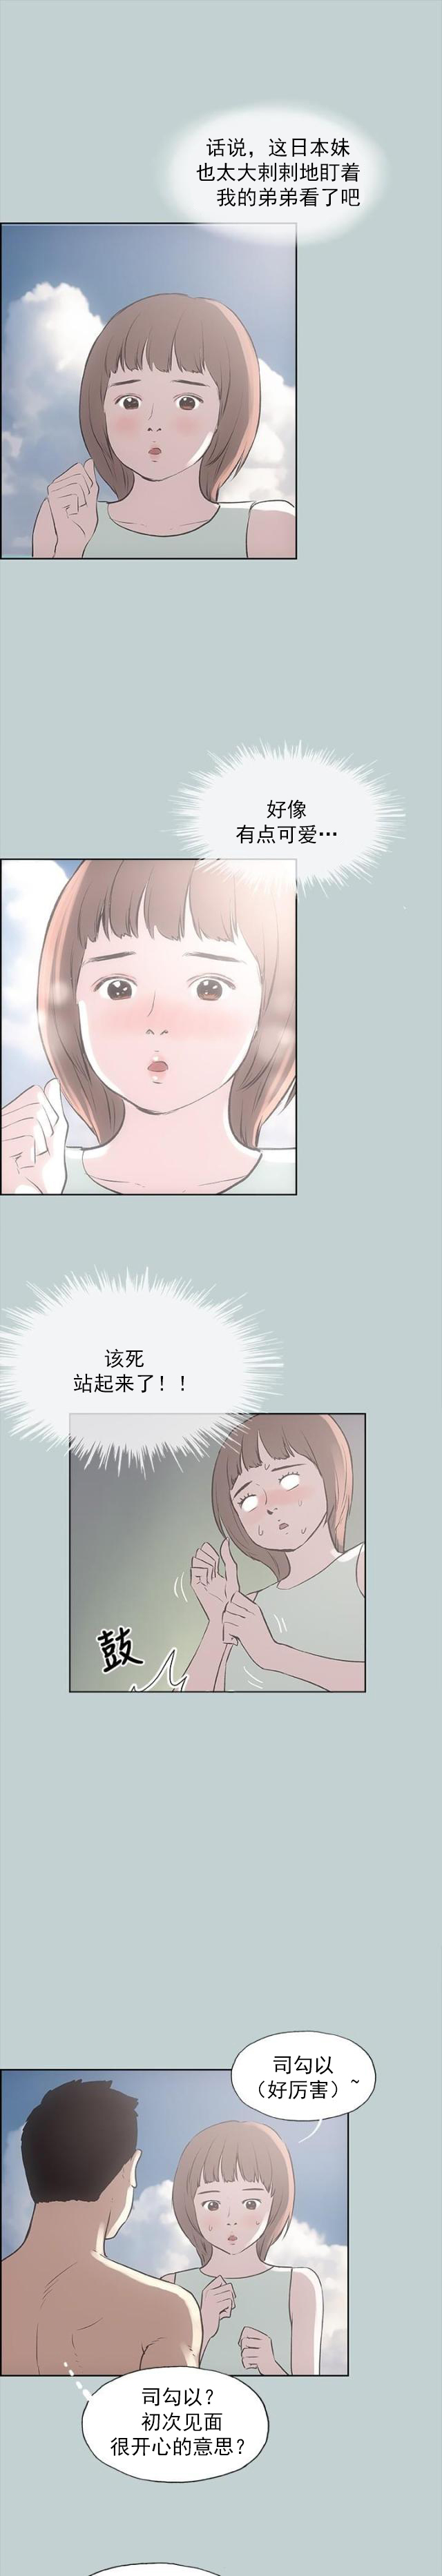 话说，这日本妹
也太大剌剌地盯着
我的弟弟看了吧
好像
有点可爱…
该死
站起来了！！
鼓
司勾以
（好厉害）~
司勾以？
初次见面
很开心的意思？